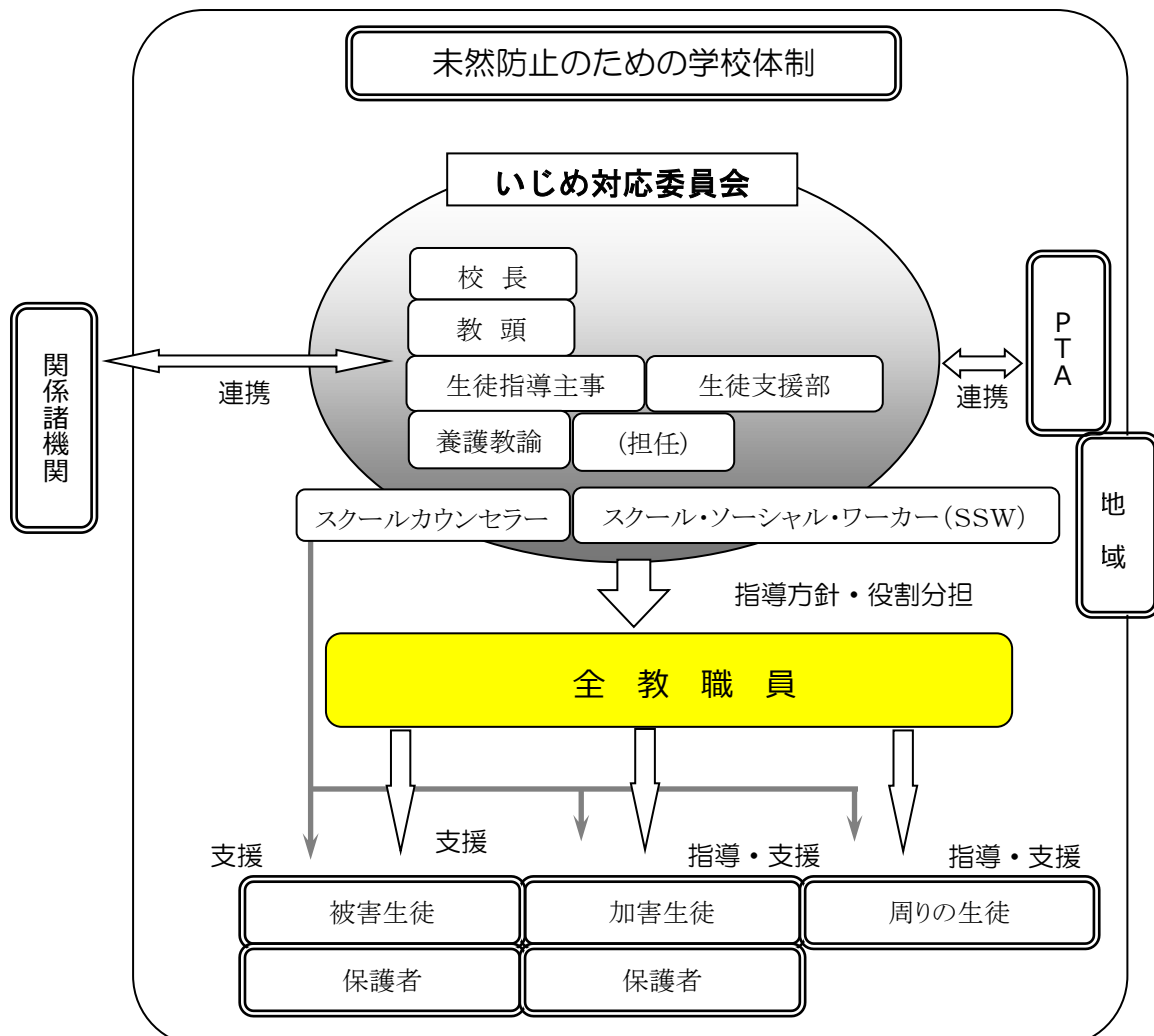 未然防止のための学校体制
いじめ対応委員会
校 長
教 頭
生徒指導主事
生徒支援部
養護教諭
(担任)
スクールカウンセラー
スクール・ソーシャル・ワーカー(SSW)
関係諸機関
連携
連携
PTA
地域
指導方針・役割分担
全 教 職 員
支援
支援
指導・支援
指導・支援
被害生徒
加害生徒
周りの生徒
保護者
保護者